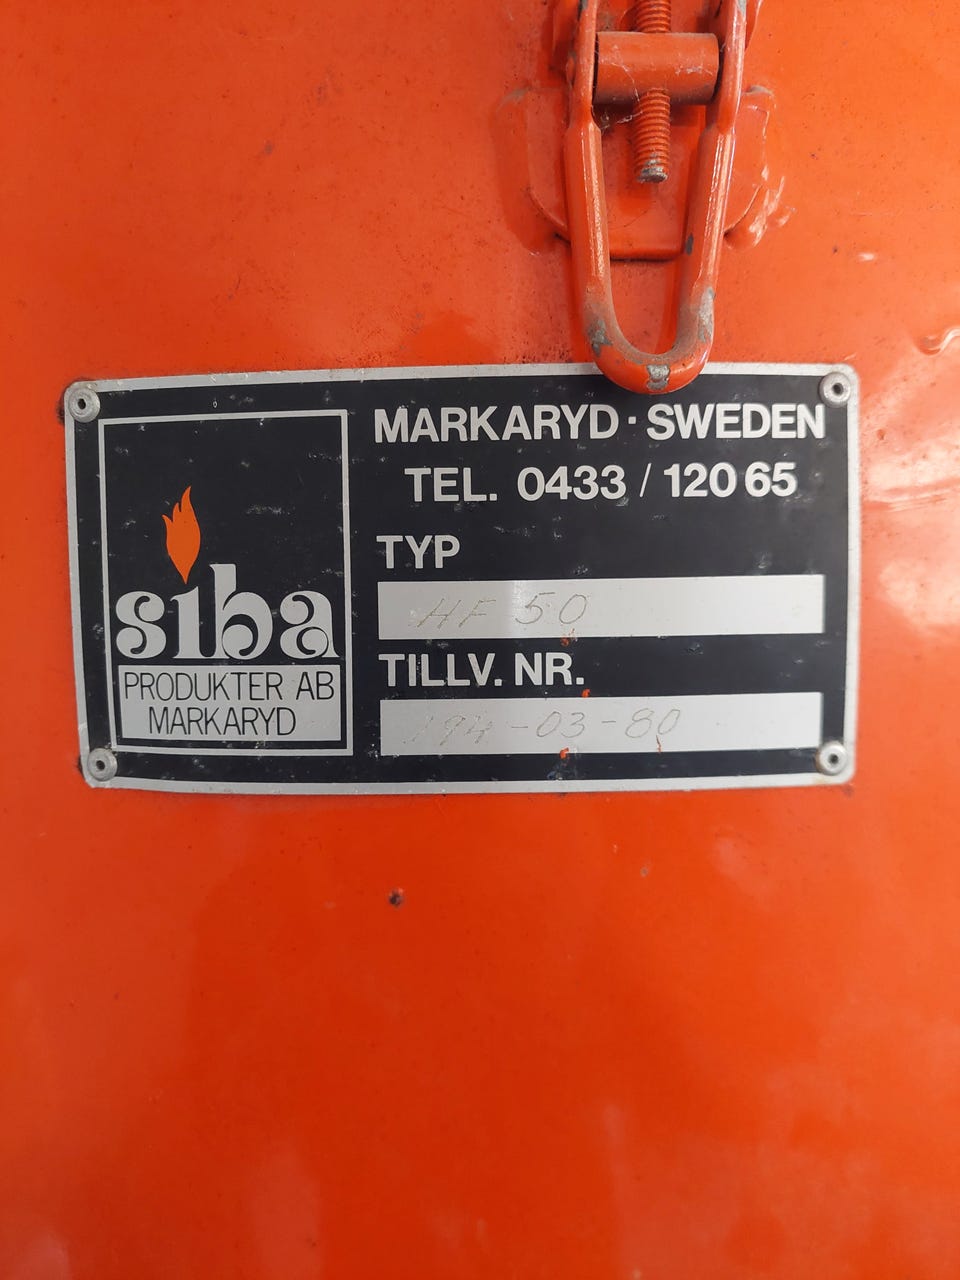 siba
PRODUKTER AB
MARKARYD
MARKARYD · SWEDEN
TEL. 0433 / 120 65
TYP
HF 50
TILLV. NR.
194-03-80